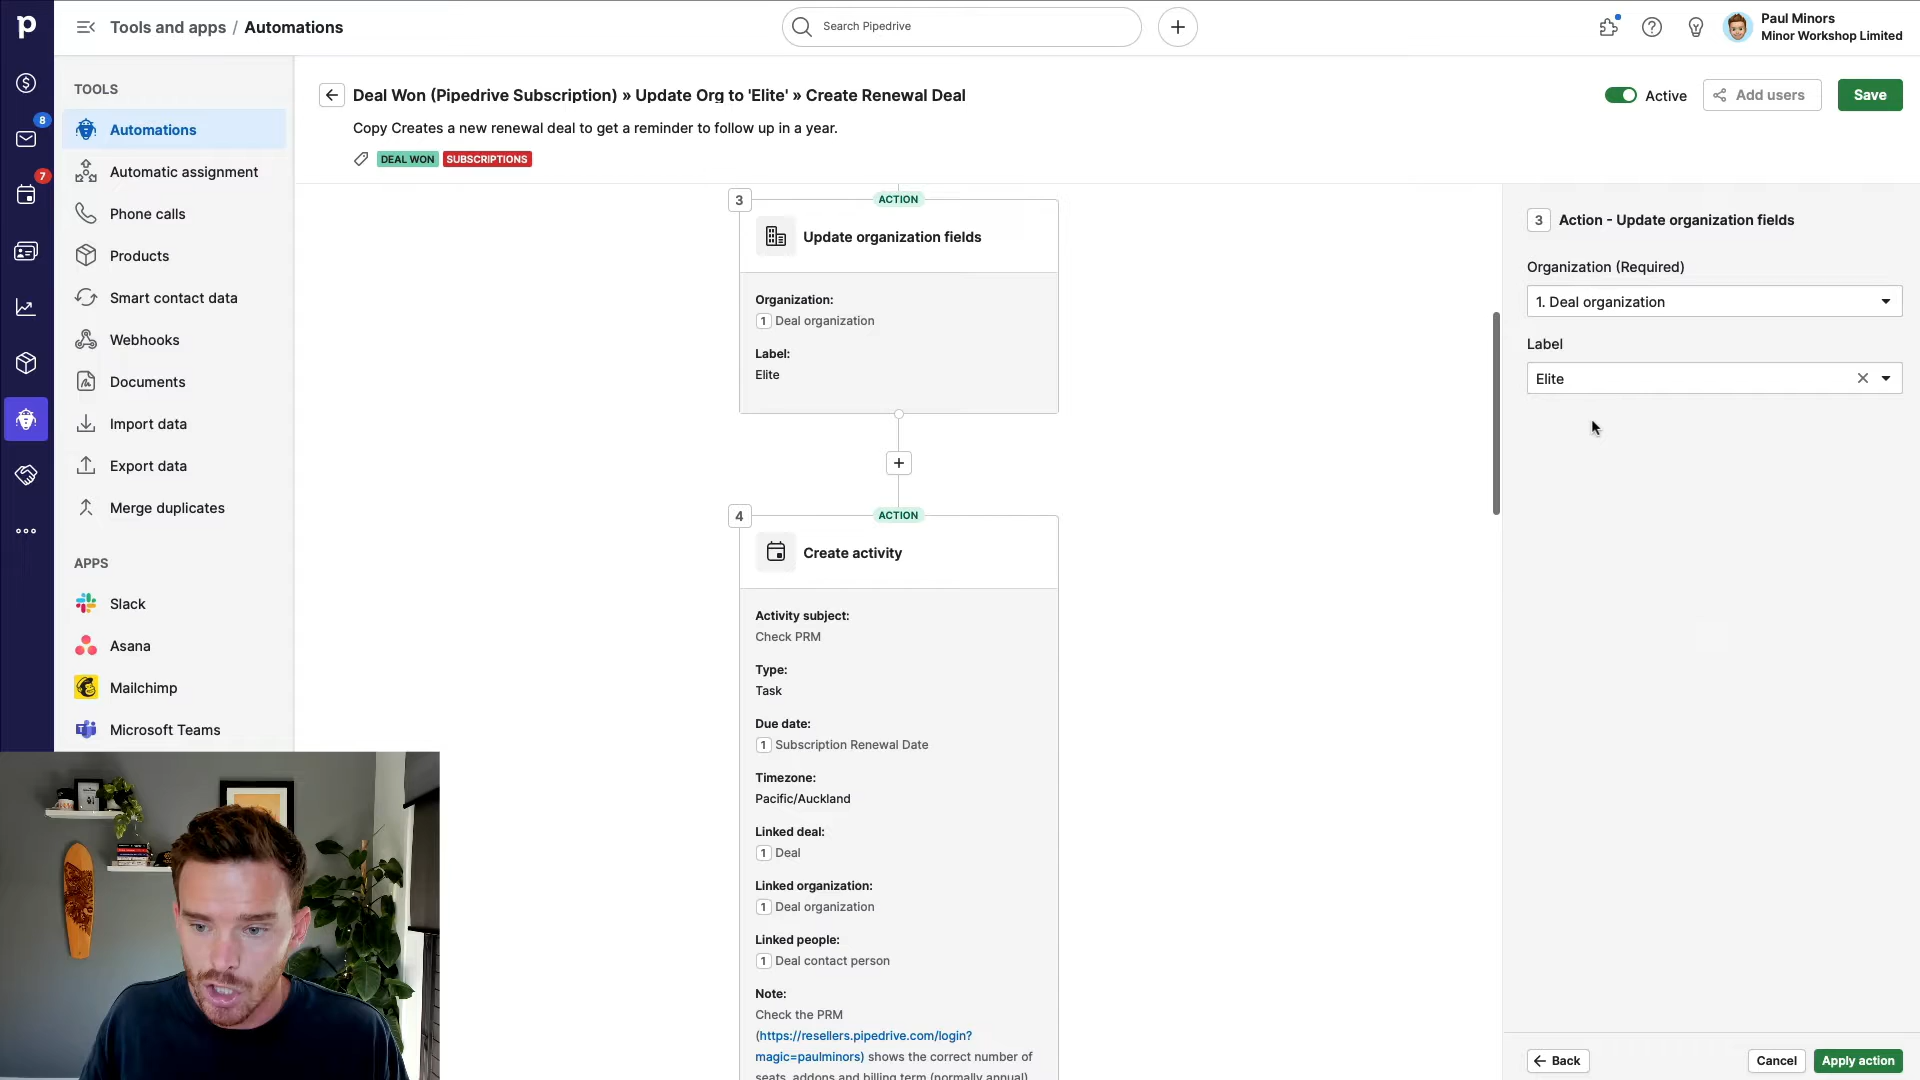 Tools and apps / Automations
Search Pipedrive
Paul Minors
Minor Workshop Limited
8
7
TOOLS
Automations
Automatic assignment
Phone calls
Products
Smart contact data
Webhooks
Documents
Import data
Export data
Merge duplicates
APPS
Slack
Asana
Mailchimp
Microsoft Teams
Deal Won (Pipedrive Subscription) » Update Org to 'Elite' » Create Renewal Deal
Copy Creates a new renewal deal to get a reminder to follow up in a year.
DEAL WON SUBSCRIPTIONS
Active
Add users
Save
3
ACTION
Update organization fields
Organization:
1 Deal organization
Label:
Elite
4
ACTION
Create activity
Activity subject:
Check PRM
Type:
Task
Due date:
1 Subscription Renewal Date
Timezone:
Pacific/Auckland
Linked deal:
1 Deal
Linked organization:
1 Deal organization
Linked people:
1 Deal contact person
Note:
Check the PRM
(https://resellers.pipedrive.com/login?
magic=paulminors) shows the correct number of
seats, addons and billing term (normally annual)
3 Action - Update organization fields
Organization (Required)
1. Deal organization
Label
Elite
Back
Cancel
Apply action